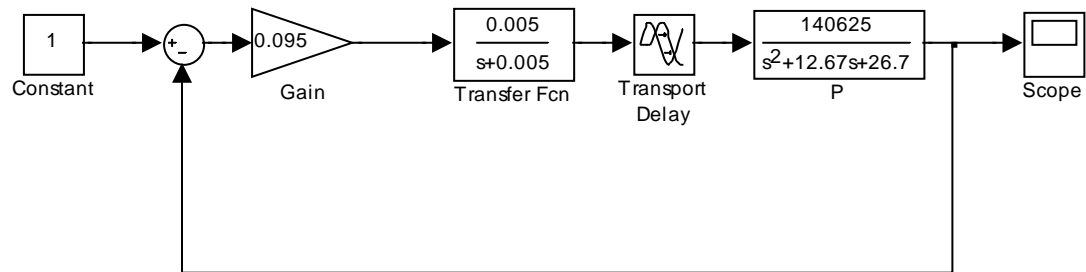 1
Constant
+
−
0.095
Gain
0.005
s+0.005
Transfer Fcn
Transport
Delay
140625
s²+12.67s+26.7
P
Scope